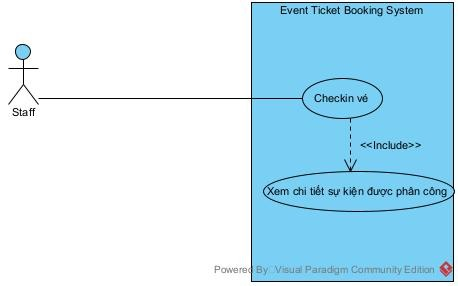 Event Ticket Booking System
Checkin vé
Staff
<<Include>>
Xem chi tiết sự kiện được phân công
Powered By Visual Paradigm Community Edition